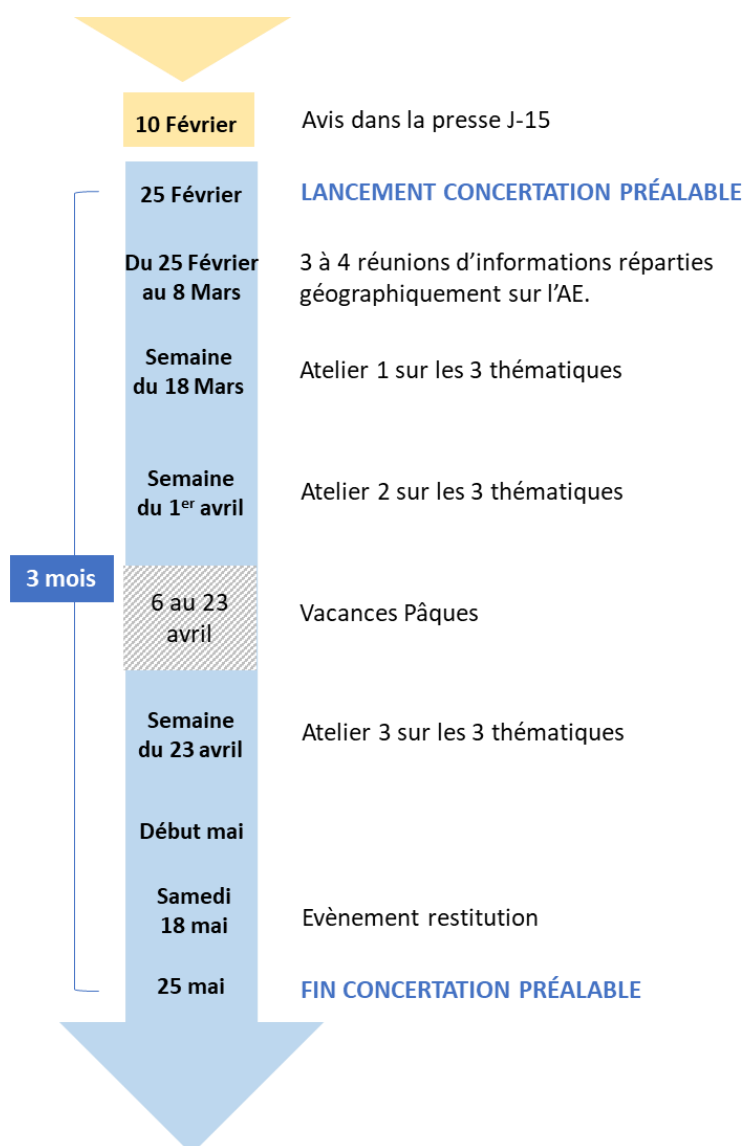 10 Février
Avis dans la presse J-15
25 Février
LANCEMENT CONCERTATION PRÉALABLE
Du 25 Février
au 8 Mars
3 à 4 réunions d’informations réparties
géographiquement sur l’AE.
Semaine
du 18 Mars
Atelier 1 sur les 3 thématiques
Semaine
du 1er avril
Atelier 2 sur les 3 thématiques
3 mois
6 au 23
avril
Vacances Pâques
Semaine
du 23 avril
Atelier 3 sur les 3 thématiques
Début mai
Samedi
18 mai
Evènement restitution
25 mai
FIN CONCERTATION PRÉALABLE